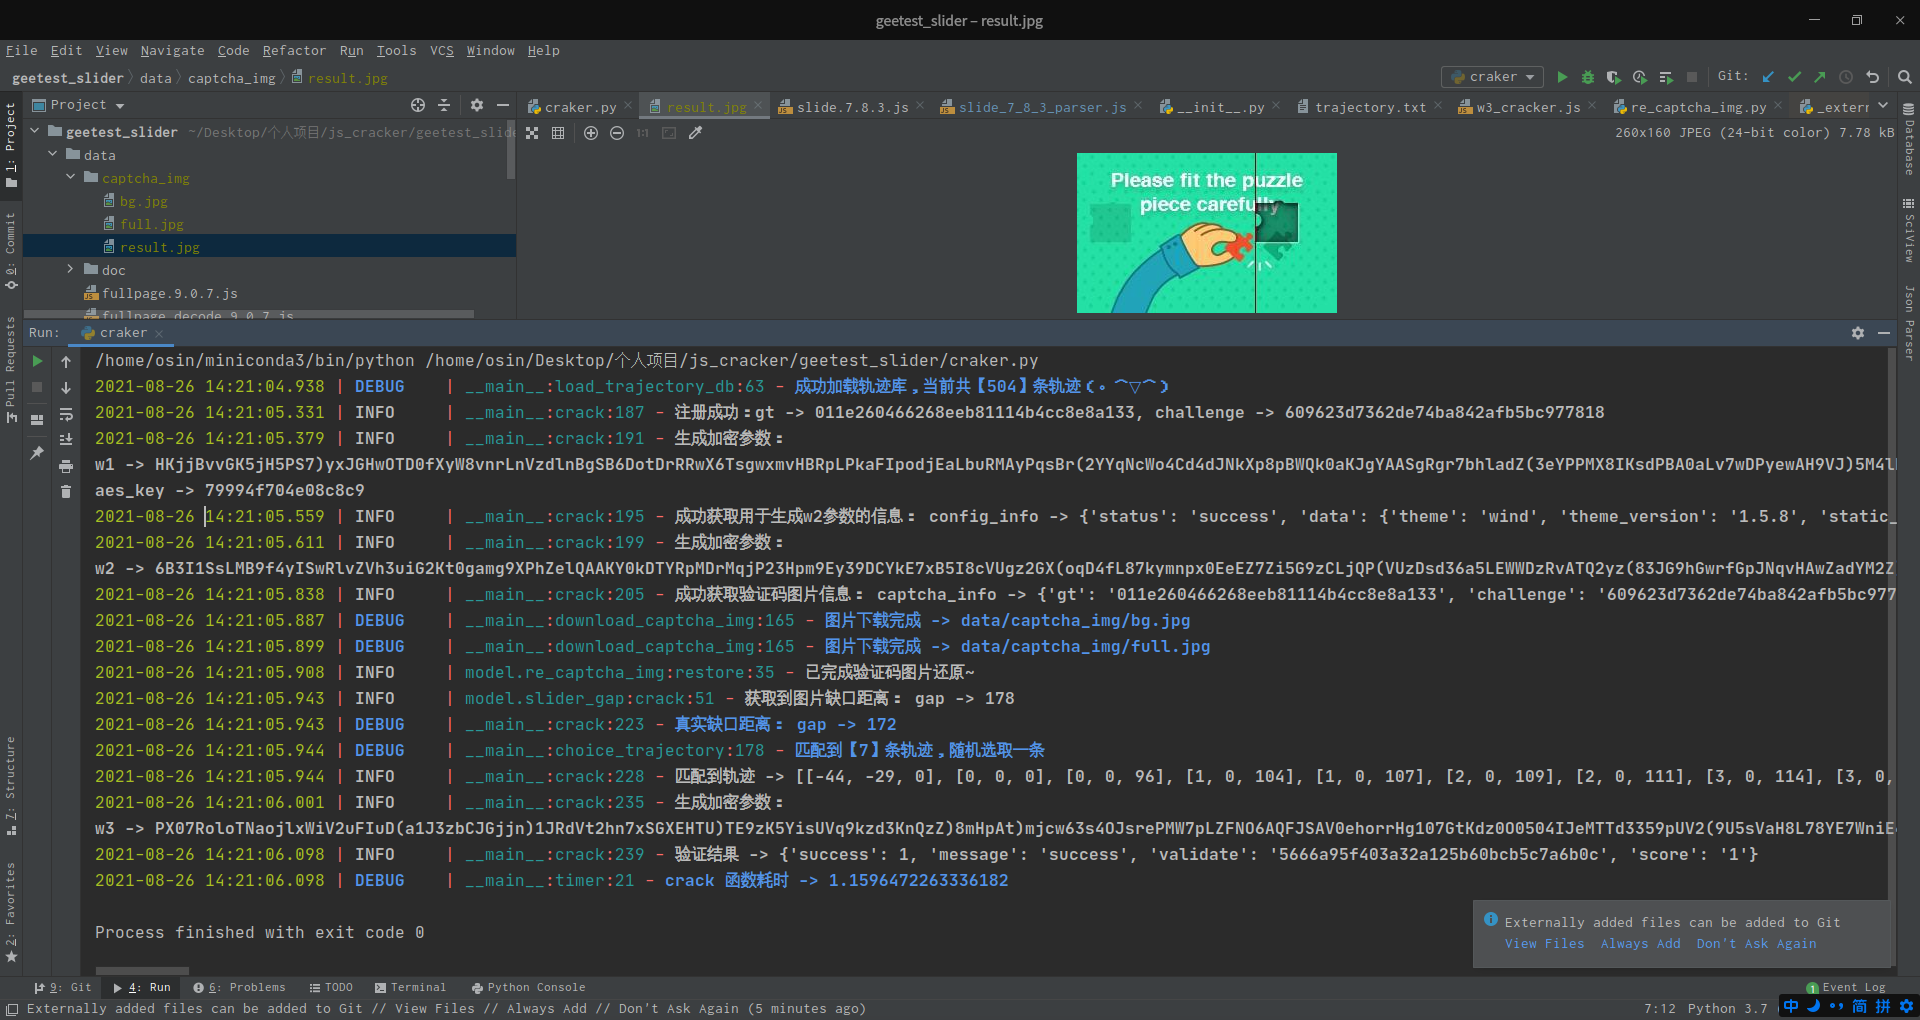 geetest_slider – result.jpg
File Edit View Navigate Code Refactor Run Tools VCS Window Help
geetest_slider data captcha_img result.jpg
craker Git:
Project
craker.py result.jpg slide.7.8.3.js slide_7_8_3_parser.js __init__.py trajectory.txt w3_cracker.js re_captcha_img.py _exter
1: Project
0: Commit
Pull Requests
7: Structure
2: Favorites
geetest_slider ~/Desktop/个人项目/js_cracker/geetest_slide
data
captcha_img
bg.jpg
full.jpg
result.jpg
doc
fullpage.9.0.7.js
fullpage.decode.9.0.7.js
1:1
260x160 JPEG (24-bit color) 7.78 kB
Please fit the puzzle
piece carefully
Database
SciView
Json Parser
Run: craker
/home/osin/miniconda3/bin/python /home/osin/Desktop/个人项目/js_cracker/geetest_slider/craker.py
2021-08-26 14:21:04.938 | DEBUG | __main__:load_trajectory_db:63 - 成功加载轨迹库，当前共【504】条轨迹(。⌒▽⌒)
2021-08-26 14:21:05.331 | INFO | __main__:crack:187 - 注册成功：gt -> 011e260466268eeb81114b4cc8e8a133, challenge -> 609623d7362de74ba842afb5bc977818
2021-08-26 14:21:05.379 | INFO | __main__:crack:191 - 生成加密参数：
w1 -> HKjjBvvGK5jH5PS7)yxJGHwOTD0fXyW8vnrLnVzdlnBgSB6DotDrRRwX6TsgwxmvHBRpLPkaFIpodjEaLbuRMAyPqsBr(2YYqNcWo4Cd4dJNkXp8pBWQk0aKJgYAASgRgr7bhladZ(3eYPPMX8IKsdPBA0aLv7wDPyewAH9VJ)5M4l
aes_key -> 79994f704e08c8c9
2021-08-26 14:21:05.559 | INFO | __main__:crack:195 - 成功获取用于生成w2参数的信息： config_info -> {'status': 'success', 'data': {'theme': 'wind', 'theme_version': '1.5.8', 'static_
2021-08-26 14:21:05.611 | INFO | __main__:crack:199 - 生成加密参数：
w2 -> 6B3I1SsLMB9f4yISwRlvZVh3uiG2Kt0gamg9XPhZelQAAKY0kDTYRpMDrMqjP23Hpm9Ey39DCYkE7xB5I8cVUgz2GX(oqD4fL87kymnpx0EeEZ7Zi5G9zCLjQP(VUzDsd36a5LEWWDzRvATQ2yz(83JG9hGwrfGpJNqvHAwZadYM2Z
2021-08-26 14:21:05.838 | INFO | __main__:crack:205 - 成功获取验证码图片信息： captcha_info -> {'gt': '011e260466268eeb81114b4cc8e8a133', 'challenge': '609623d7362de74ba842afb5bc977
2021-08-26 14:21:05.887 | DEBUG | __main__:download_captcha_img:165 - 图片下载完成 -> data/captcha_img/bg.jpg
2021-08-26 14:21:05.899 | DEBUG | __main__:download_captcha_img:165 - 图片下载完成 -> data/captcha_img/full.jpg
2021-08-26 14:21:05.908 | INFO | model.re_captcha_img:restore:35 - 已完成验证码图片还原~
2021-08-26 14:21:05.943 | INFO | model.slider_gap:crack:51 - 获取到图片缺口距离： gap -> 178
2021-08-26 14:21:05.943 | DEBUG | __main__:crack:223 - 真实缺口距离： gap -> 172
2021-08-26 14:21:05.944 | DEBUG | __main__:choice_trajectory:178 - 匹配到【7】条轨迹，随机选取一条
2021-08-26 14:21:05.944 | INFO | __main__:crack:228 - 匹配到轨迹 -> [[-44, -29, 0], [0, 0, 0], [0, 0, 96], [1, 0, 104], [1, 0, 107], [2, 0, 109], [2, 0, 111], [3, 0, 114], [3, 0,
2021-08-26 14:21:06.001 | INFO | __main__:crack:235 - 生成加密参数：
w3 -> PX07RoloTNaojlxWiV2uFIuD(a1J3zbCJGjjn)1JRdVt2hn7xSGXEHTU)TE9zK5YisUVq9kzd3KnQzZ)8mHpAt)mjcw63s4OJsrePMW7pLZFNO6AQFJSAV0ehorrHg107GtKdz0O0504IJeMTTd3359pUV2(9U5sVaH8L78YE7WniE
2021-08-26 14:21:06.098 | INFO | __main__:crack:239 - 验证结果 -> {'success': 1, 'message': 'success', 'validate': '5666a95f403a32a125b60bcb5c7a6b0c', 'score': '1'}
2021-08-26 14:21:06.098 | DEBUG | __main__:timer:21 - crack 函数耗时 -> 1.1596472263336182
Process finished with exit code 0
Externally added files can be added to Git
View Files Always Add Don't Ask Again
9: Git 4: Run 6: Problems TODO Terminal Python Console 1 Event Log
Externally added files can be added to Git // View Files // Always Add // Don't Ask Again (5 minutes ago) 7:12 Python 3.7 中 简 拼